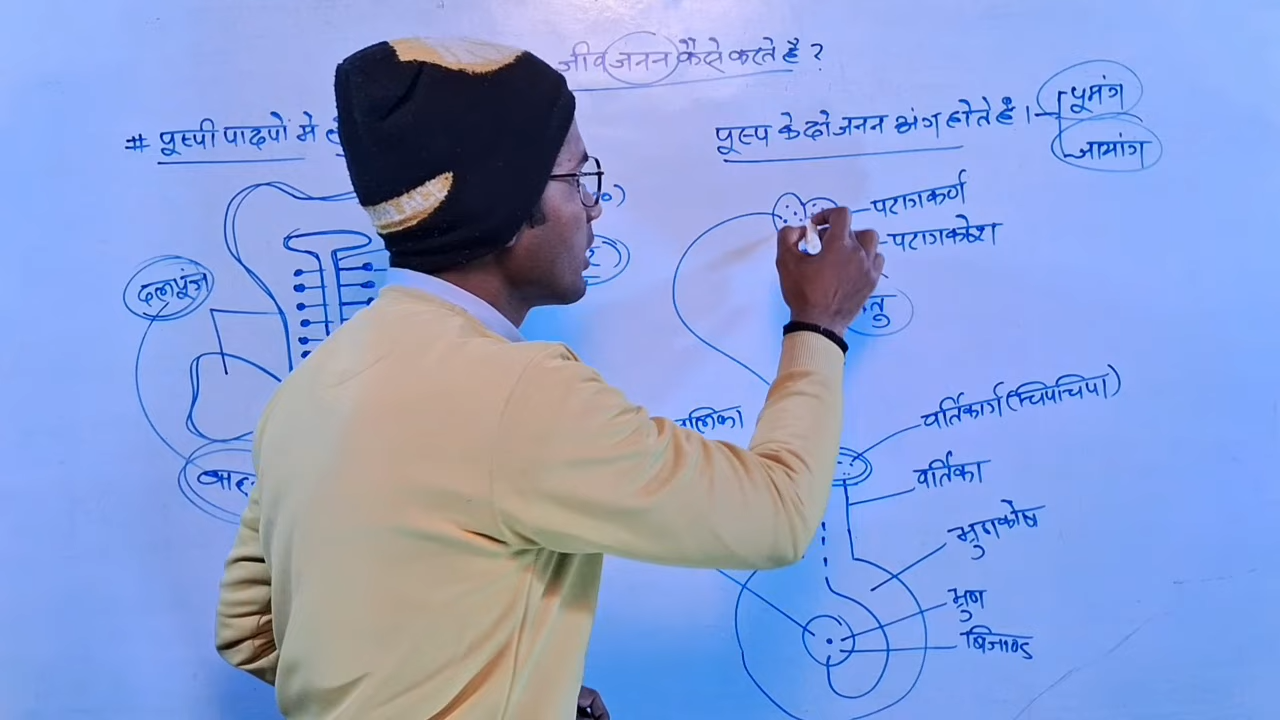 जीव जनन कैसे करते है ?
# पूष्पी पादपों मे
पूष्प के दो जनन अंग होते है ।
पूमंग
जायांग
दलपूंज
परागकर्ण
परागकोश
वर्तिकार्ग (चिपचिपा)
वर्तिका
भ्रुणकोष
भ्रुण
बिजाण्ड